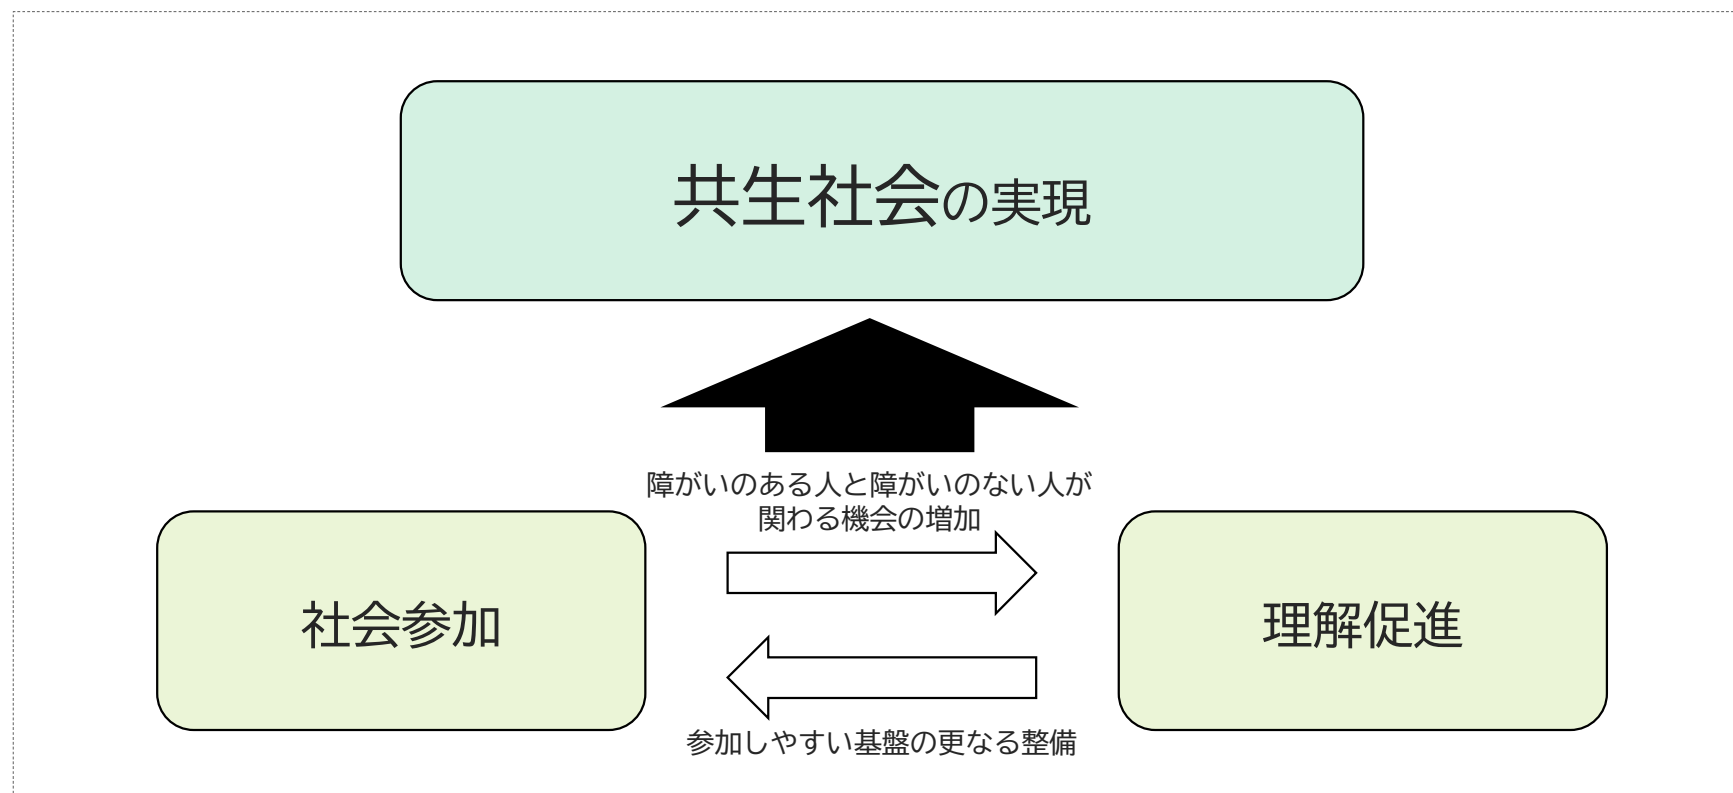 共生社会の実現
障がいのある人と障がいのない人が
関わる機会の増加
社会参加
理解促進
参加しやすい基盤の更なる整備